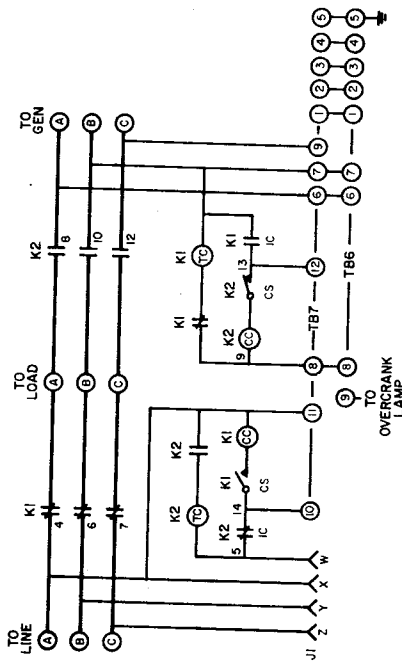 TO LINE
TO LOAD
TO GEN
K1
K2
A
4
A
8
A
B
6
B
10
B
C
7
C
12
C
K2
K1
K1
K2
TC
TC
K2
K1
K2
K1
K2
5
IC
14
CS
CC
9
CC
CS
13
IC
J1
Z
Y
X
W
10
11
8
TB7
12
6
7
9
1
2
3
4
5
8
TB6
6
7
1
2
3
4
5
9
TO
OVERCRANK
LAMP